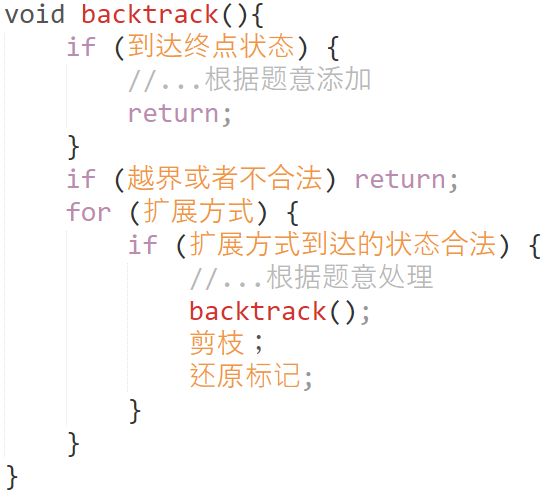 void backtrack(){
if (到达终点状态) {
//...根据题意添加
return;
}
if (越界或者不合法) return;
for (扩展方式) {
if (扩展方式到达的状态合法) {
//...根据题意处理
backtrack();
剪枝；
还原标记;
}
}
}